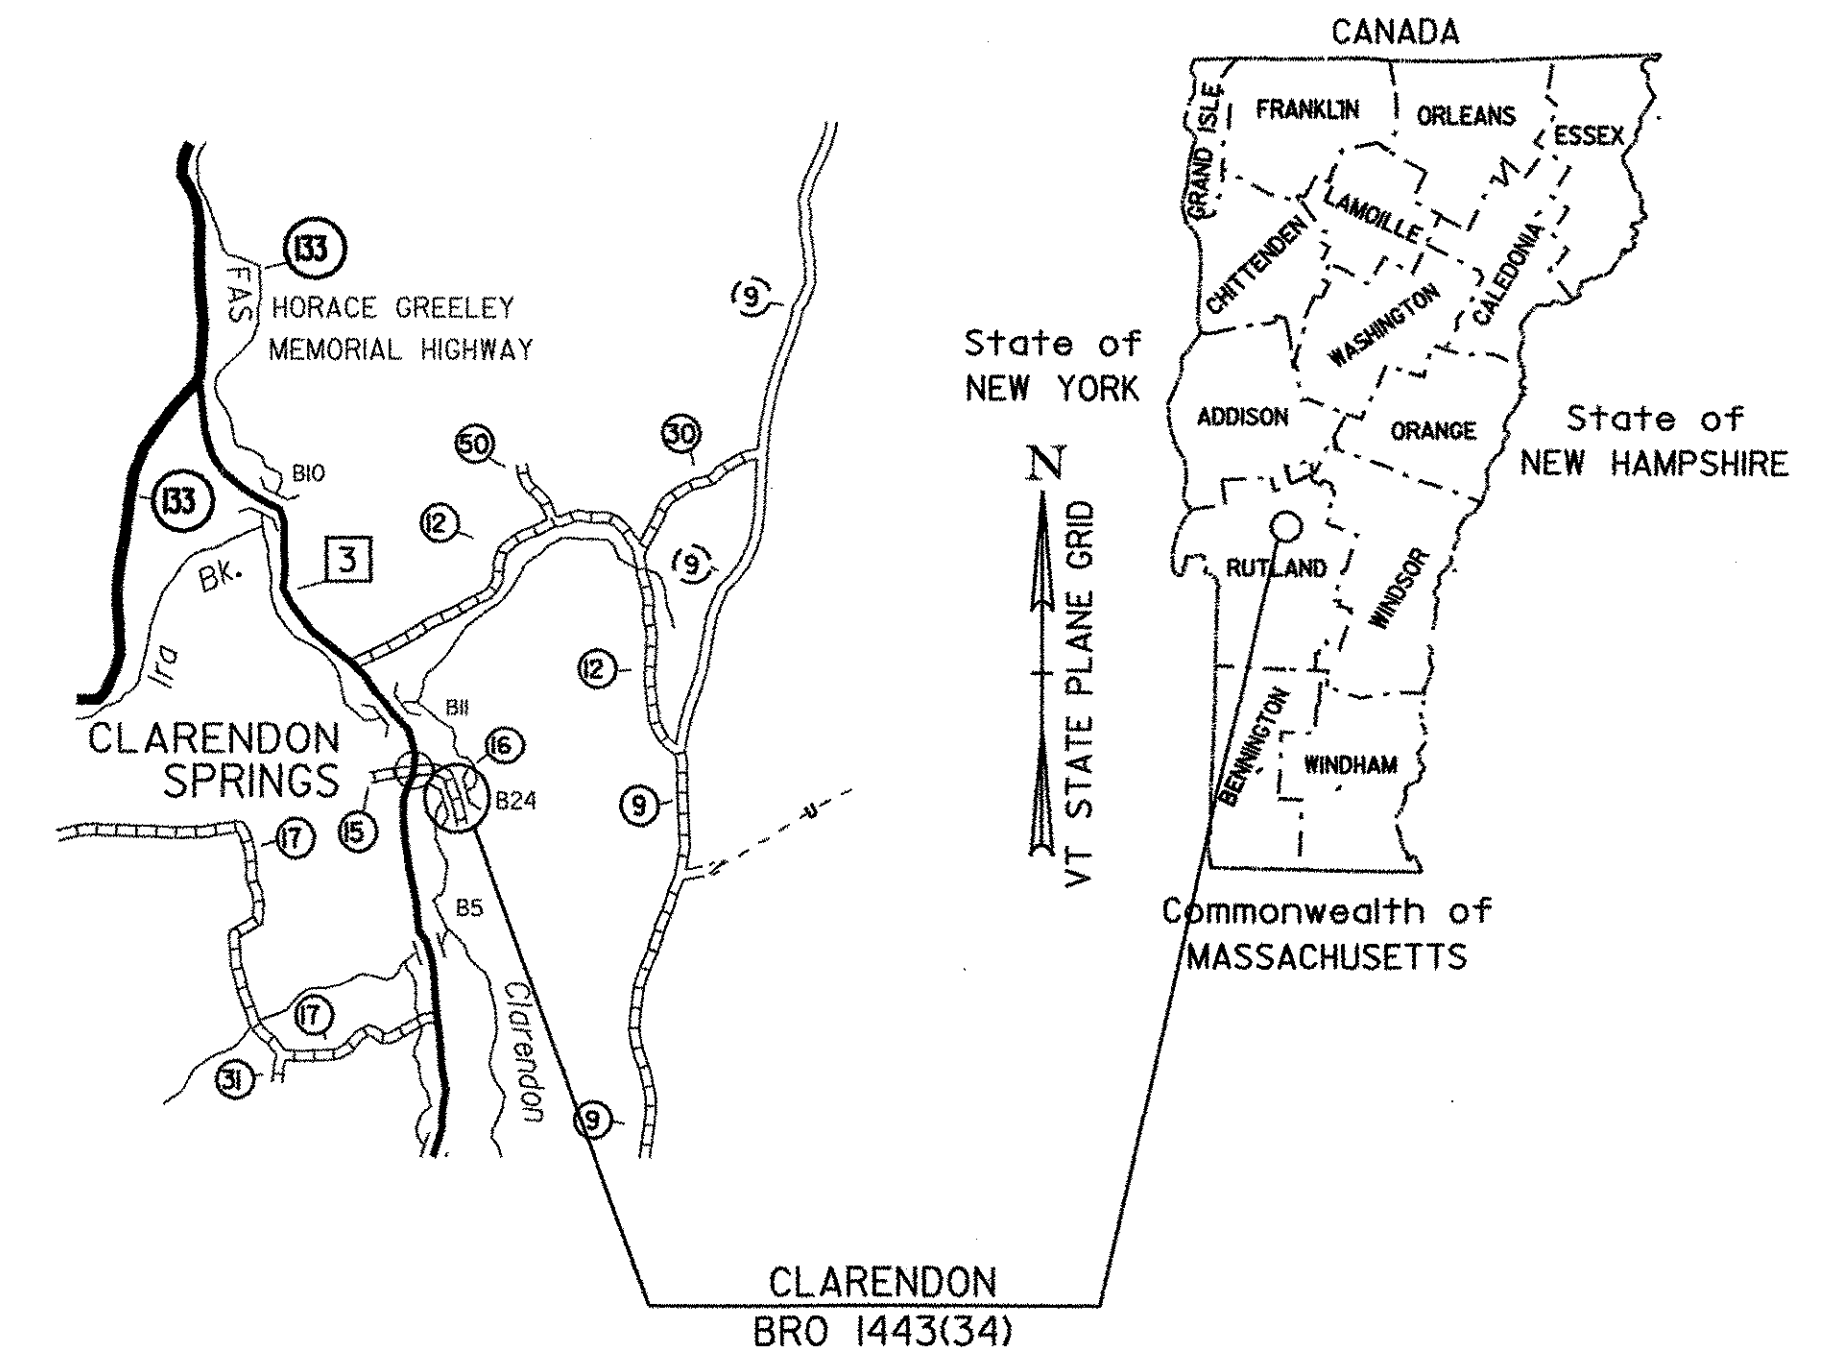 CANADA
GRAND ISLE
FRANKLIN
ORLEANS
ESSEX
LAMOILLE
CHITTENDEN
CALEDONIA
WASHINGTON
State of
NEW YORK
ADDISON
ORANGE
State of
NEW HAMPSHIRE
RUTLAND
WINDSOR
BENNINGTON
WINDHAM
Commonwealth of
MASSACHUSETTS
N
VT STATE PLANE GRID
133
FAS
HORACE GREELEY
MEMORIAL HIGHWAY
9
50
30
B10
133
12
3
9
Bk.
Ira
12
B11
CLARENDON
SPRINGS
16
B24
9
U
15
17
B5
Clarendon
17
31
9
CLARENDON
BRO 1443(34)